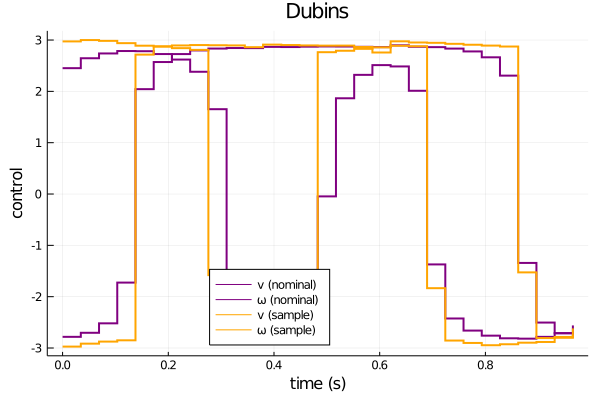 Dubins
control
3
2
1
0
-1
-2
-3
v (nominal)
ω (nominal)
v (sample)
ω (sample)
0.0 0.2 0.4 0.6 0.8
time (s)